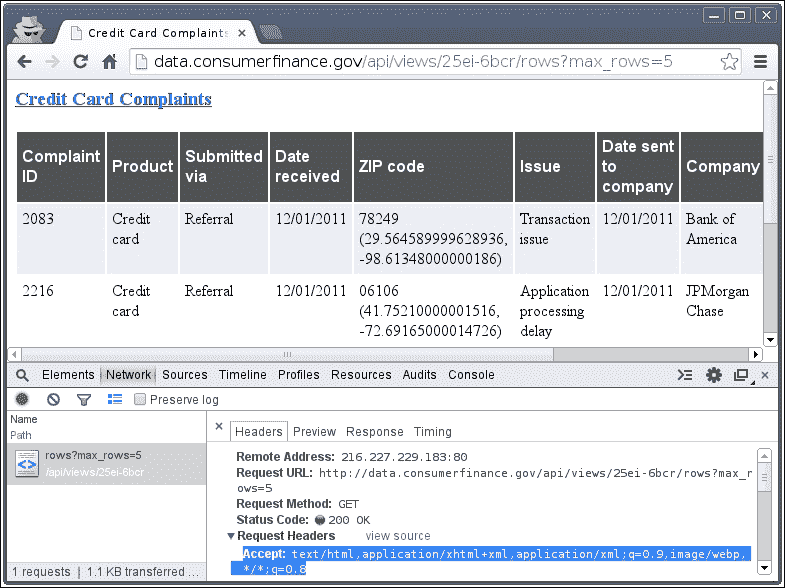 Credit Card Complaints ×
data.consumerfinance.gov/api/views/25ei-6bcr/rows?max_rows=5
Credit Card Complaints
Complaint ID Product Submitted via Date received ZIP code Issue Date sent to company Company
2083 Credit card Referral 12/01/2011 78249 (29.564589999628936, -98.61348000000186) Transaction issue 12/01/2011 Bank of America
2216 Credit card Referral 12/01/2011 06106 (41.75210000001516, -72.69165000014726) Application processing delay 12/01/2011 JPMorgan Chase
Elements Network Sources Timeline Profiles Resources Audits Console
Preserve log
Name
Path
× Headers Preview Response Timing
rows?max_rows=5
/api/views/25ei-6bcr
Remote Address: 216.227.229.183:80
Request URL: http://data.consumerfinance.gov/api/views/25ei-6bcr/rows?max_r
ows=5
Request Method: GET
Status Code: 200 OK
Request Headers view source
Accept: text/html,application/xhtml+xml,application/xml;q=0.9,image/webp,
*/*;q=0.8
1 requests | 1.1 KB transferred ...